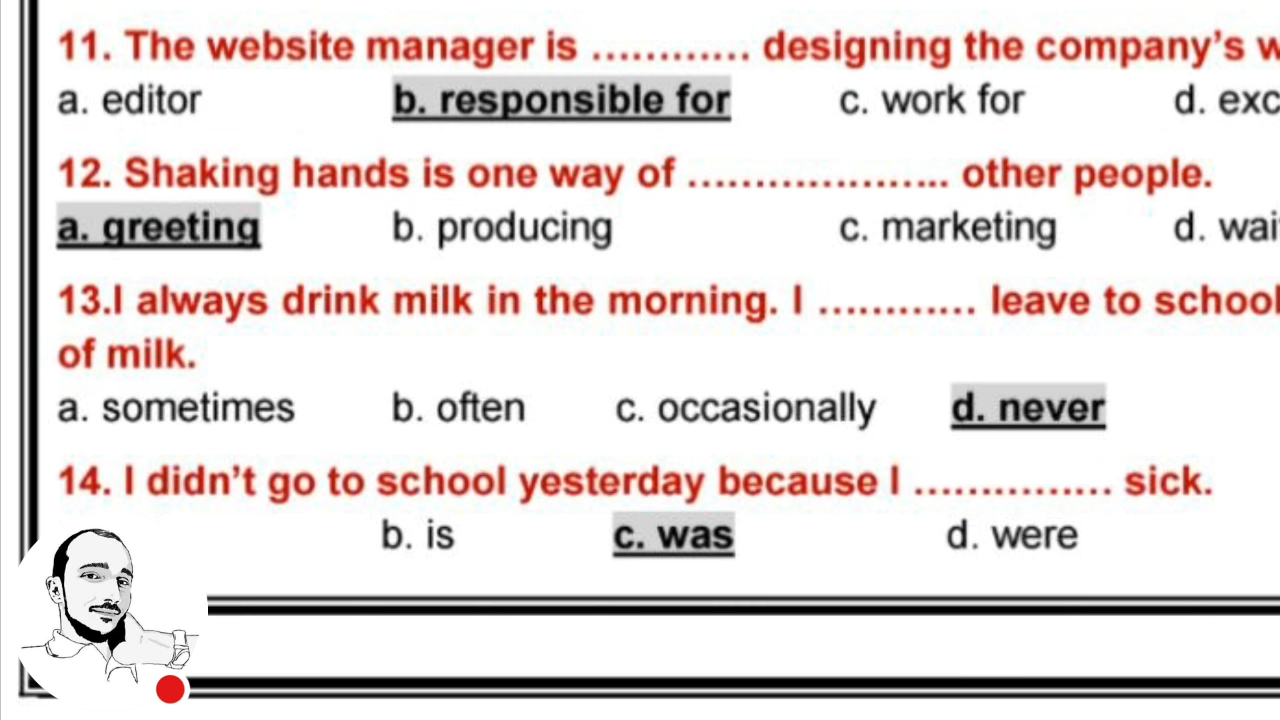 11. The website manager is ………… designing the company’s w
a. editor b. responsible for c. work for d. exc
12. Shaking hands is one way of ……………….. other people.
a. greeting b. producing c. marketing d. wai
13.I always drink milk in the morning. I ………… leave to school
of milk.
a. sometimes b. often c. occasionally d. never
14. I didn’t go to school yesterday because I …………… sick.
b. is c. was d. were